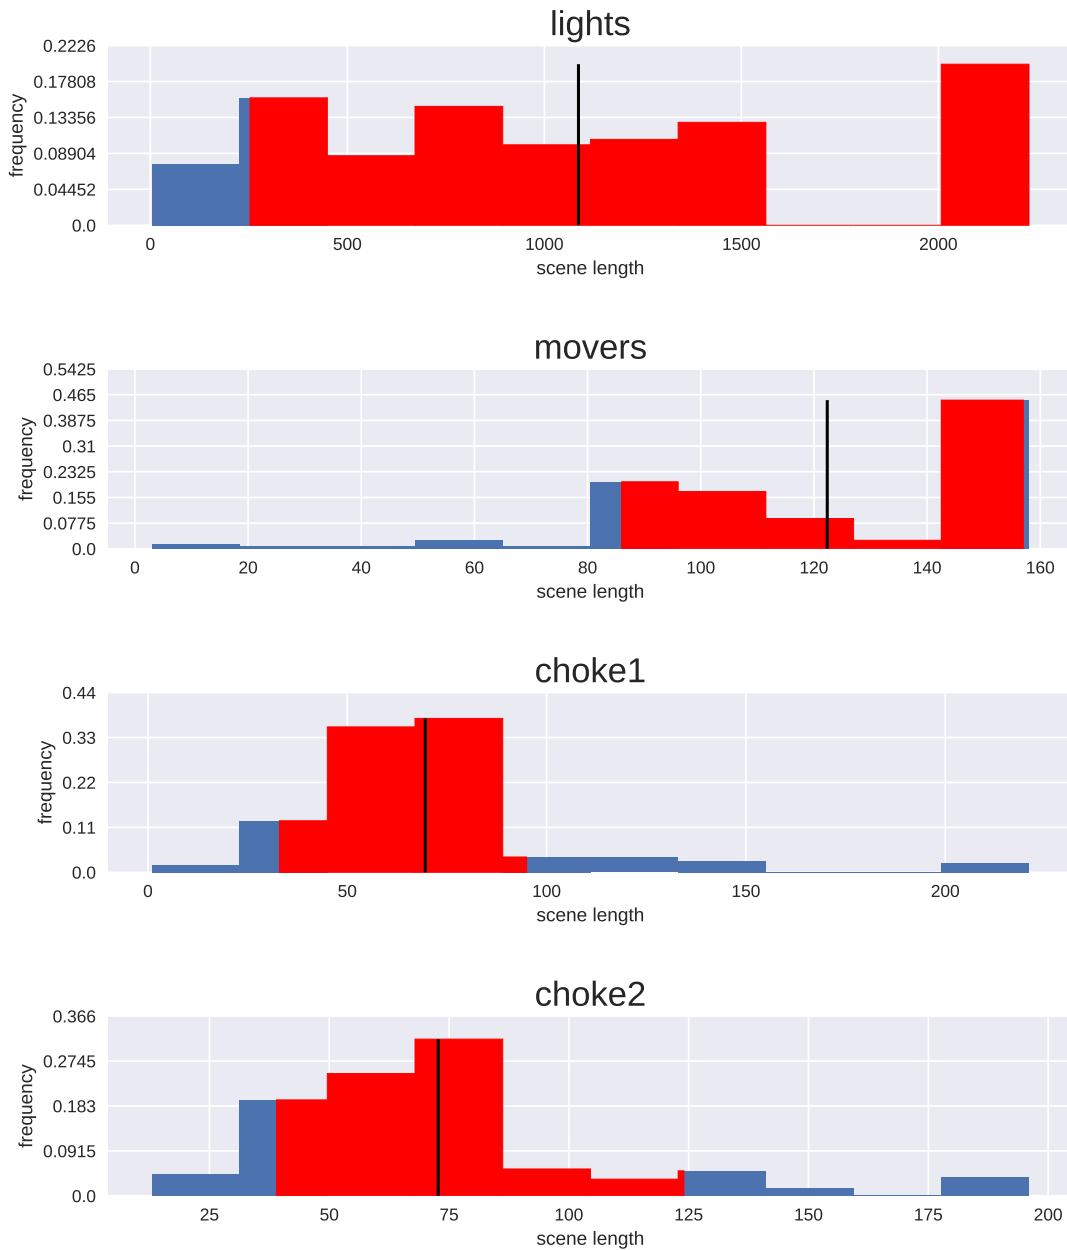 lights
0.2226
0.17808
0.13356
0.08904
0.04452
0.0
frequency
0 500 1000 1500 2000
scene length
movers
0.5425
0.465
0.3875
0.31
0.2325
0.155
0.0775
0.0
frequency
0 20 40 60 80 100 120 140 160
scene length
choke1
0.44
0.33
0.22
0.11
0.0
frequency
0 50 100 150 200
scene length
choke2
0.366
0.2745
0.183
0.0915
0.0
frequency
25 50 75 100 125 150 175 200
scene length